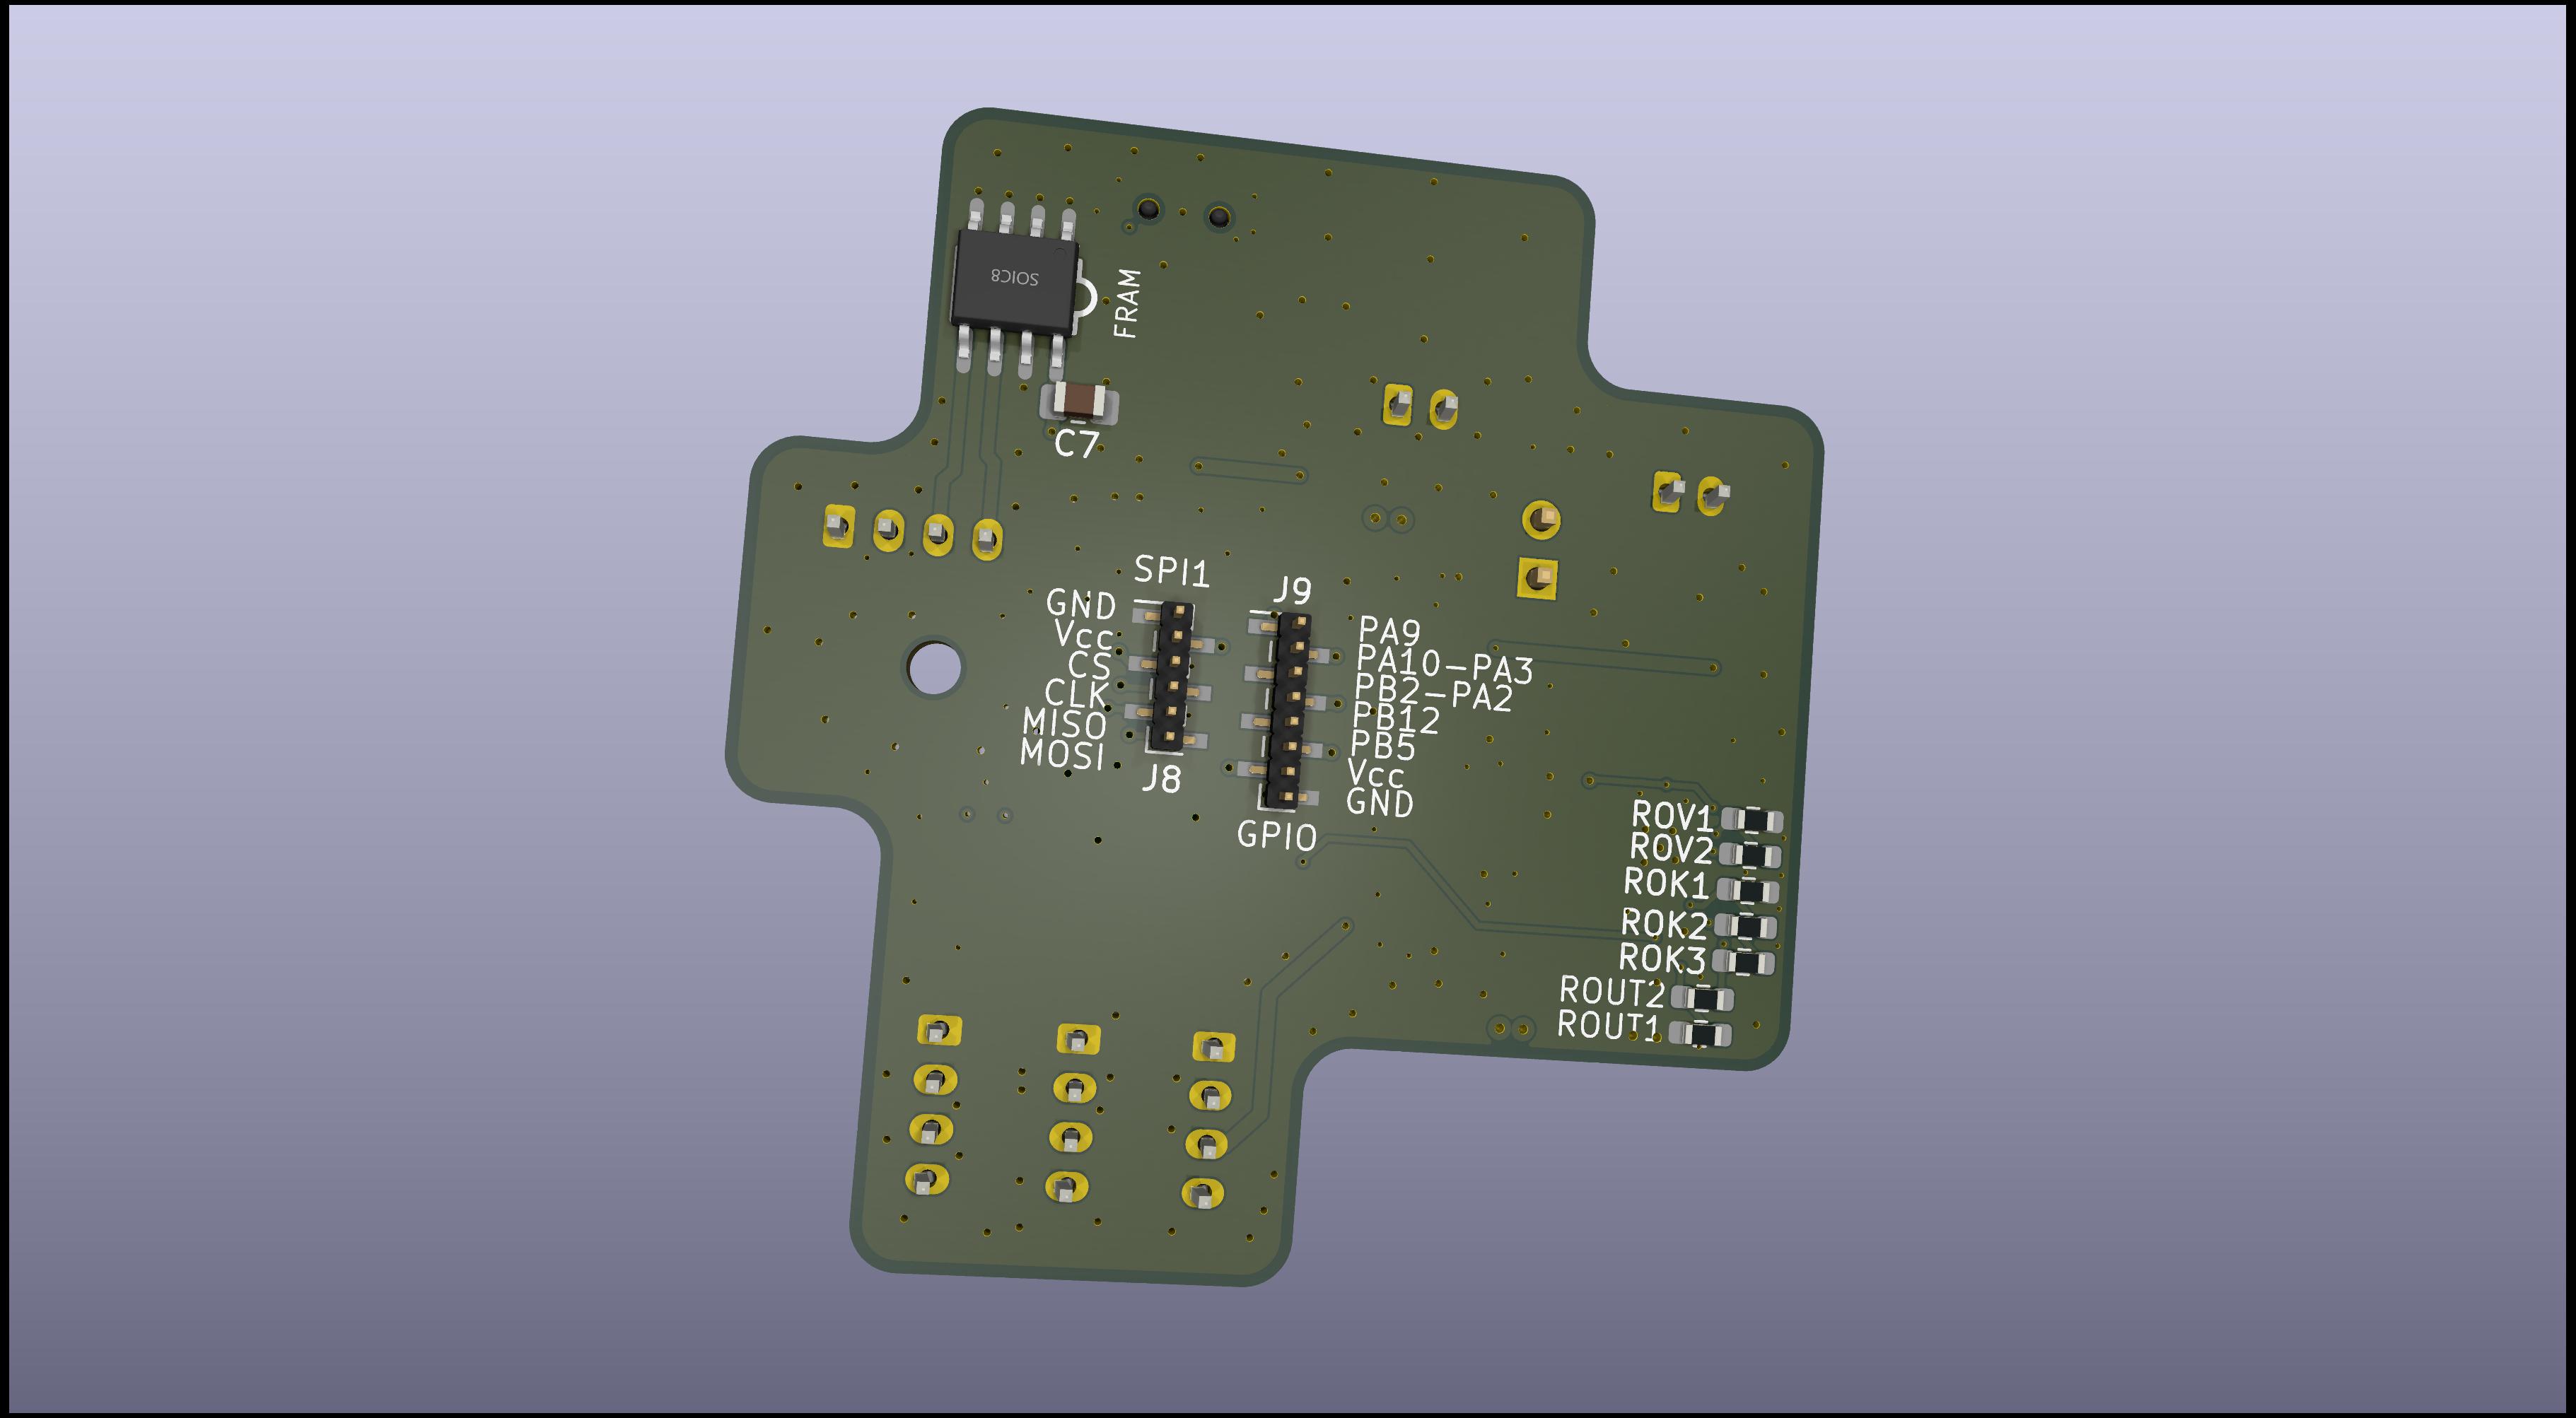 SOIC8
FRAM
C7
SPI1
GND
Vcc
CS
CLK
MISO
MOSI
J8
J9
PA9
PA10-PA3
PB2-PA2
PB12
PB5
Vcc
GND
GPIO
ROV1
ROV2
ROK1
ROK2
ROK3
ROUT2
ROUT1